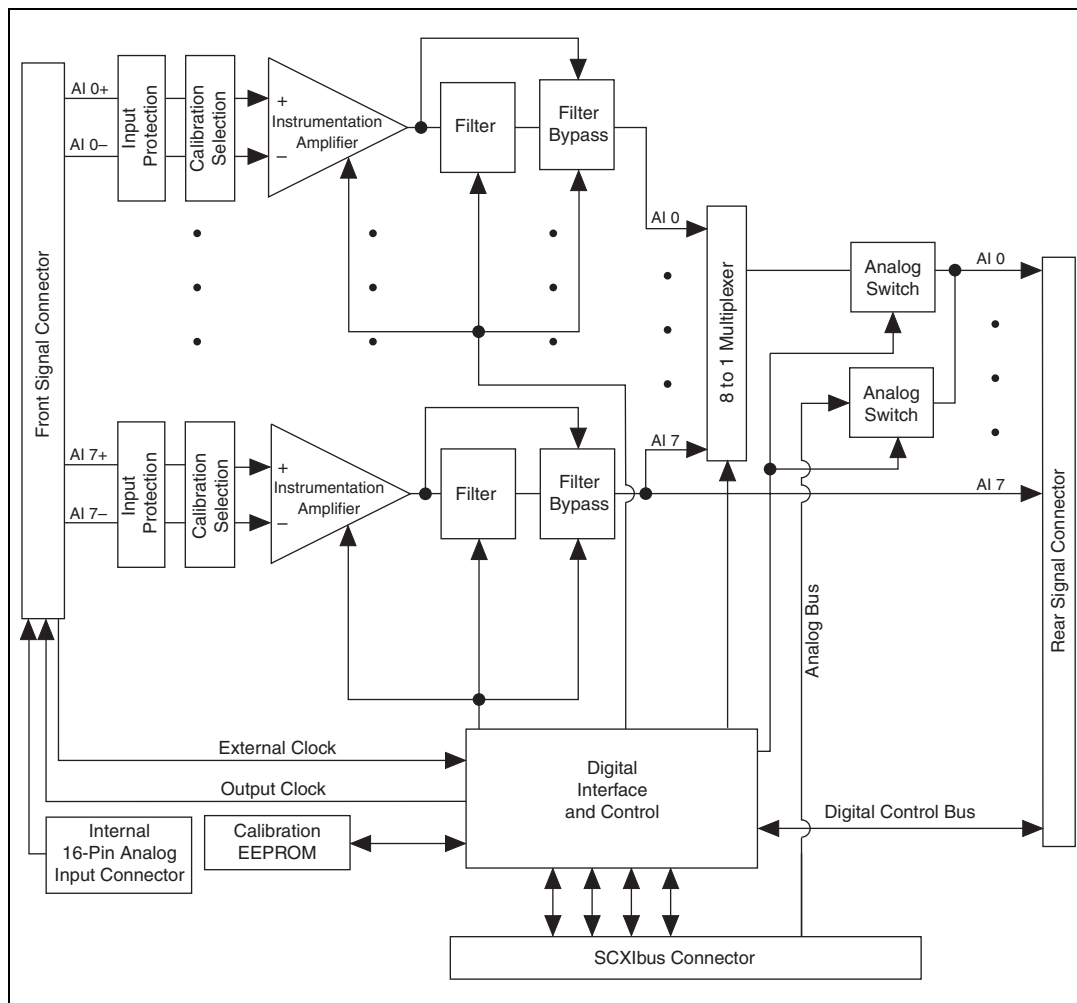 Front Signal Connector
AI 0+
AI 0–
Input
Protection
Calibration
Selection
+
–
Instrumentation
Amplifier
Filter
Filter
Bypass
AI 0
8 to 1 Multiplexer
Analog
Switch
AI 0
Analog
Switch
Rear Signal Connector
AI 7+
AI 7–
Input
Protection
Calibration
Selection
+
–
Instrumentation
Amplifier
Filter
Filter
Bypass
AI 7
AI 7
Analog Bus
External Clock
Output Clock
Digital
Interface
and Control
Digital Control Bus
Internal
16-Pin Analog
Input Connector
Calibration
EEPROM
SCXIbus Connector